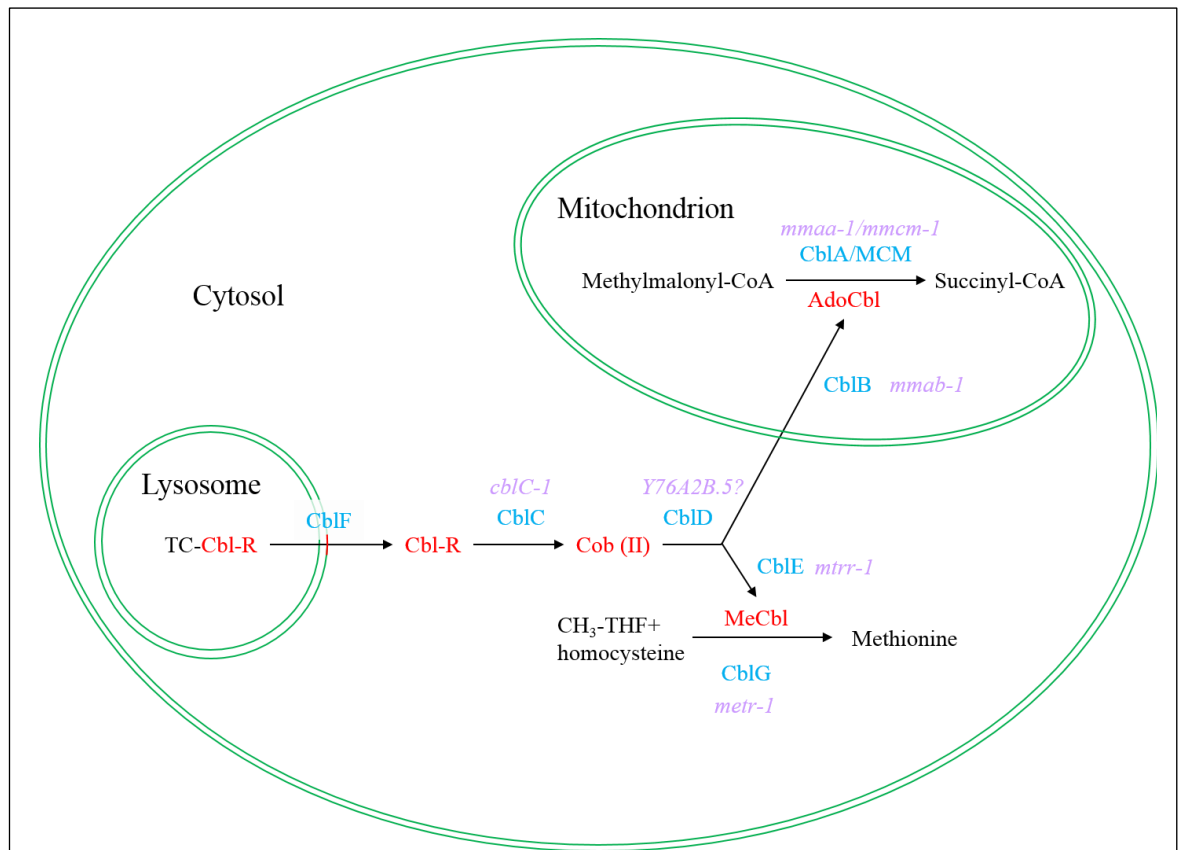 Mitochondrion
mmaa-1/mmcm-1
CblA/MCM
Methylmalonyl-CoA
Succinyl-CoA
AdoCbl
Cytosol
CblB mmab-1
Lysosome
cblC-1
Y76A2B.5?
CblF
CblC
CblD
TC-Cbl-R
Cbl-R
Cob (II)
CblE mtrr-1
MeCbl
CH₃-THF+
homocysteine
Methionine
CblG
metr-1